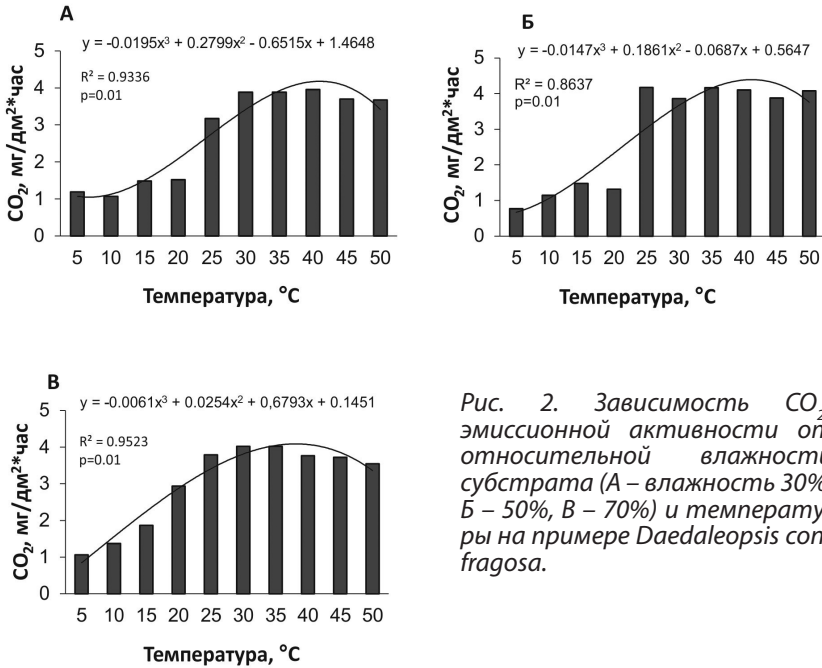 А
y = -0.0195x³ + 0.2799x² - 0.6515x + 1.4648
R² = 0.9336
p=0.01
CO₂, мг/дм²*час
5
4
3
2
1
0
5 10 15 20 25 30 35 40 45 50
Температура, °C
Б
y = -0.0147x³ + 0.1861x² - 0.0687x + 0.5647
R² = 0.8637
p=0.01
CO₂, мг/дм²*час
5
4
3
2
1
0
5 10 15 20 25 30 35 40 45 50
Температура, °C
В
y = -0.0061x³ + 0.0254x² + 0,6793x + 0.1451
R² = 0.9523
p=0.01
CO₂, мг/дм²*час
5
4
3
2
1
0
5 10 15 20 25 30 35 40 45 50
Температура, °C
Рис. 2. Зависимость CO₂
эмиссионной активности от
относительной влажности
субстрата (А – влажность 30%
Б – 50%, В – 70%) и температу
ры на примере Daedaleopsis con
fragosa.